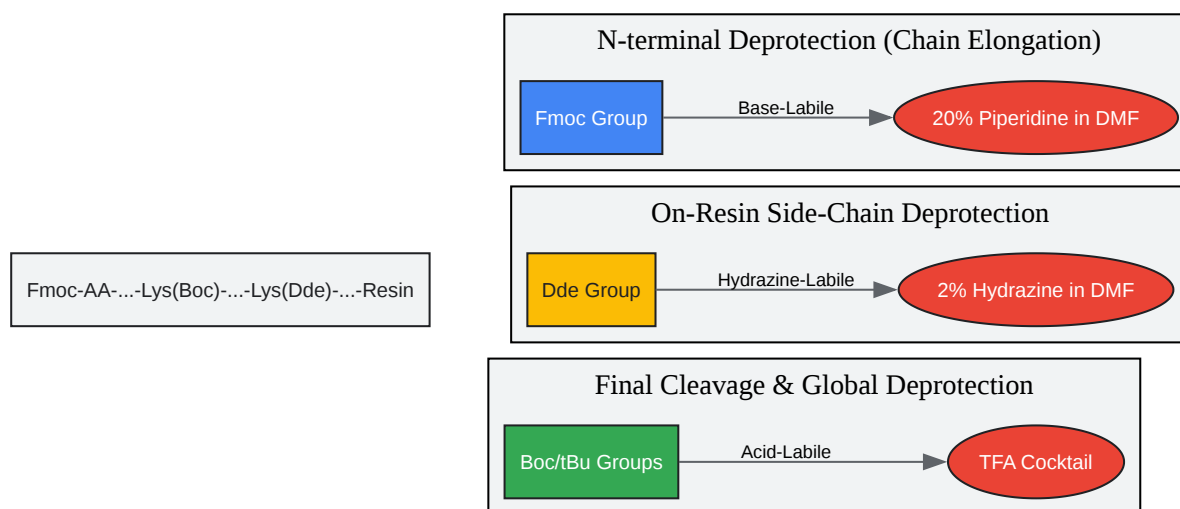 N-terminal Deprotection (Chain Elongation)
Fmoc Group
Base-Labile
20% Piperidine in DMF
On-Resin Side-Chain Deprotection
Fmoc-AA-...-Lys(Boc)-...-Lys(Dde)-...-Resin
Dde Group
Hydrazine-Labile
2% Hydrazine in DMF
Final Cleavage & Global Deprotection
Boc/tBu Groups
Acid-Labile
TFA Cocktail